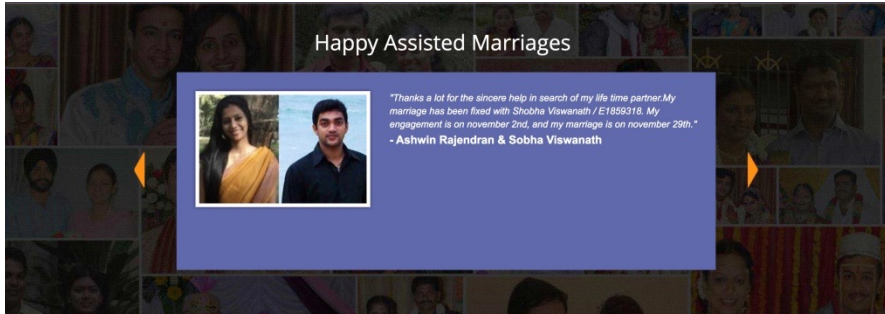 Happy Assisted Marriages
"Thanks a lot for the sincere help in search of my life time partner.My
marriage has been fixed with Shobha Viswanath / E1859318. My
engagement is on november 2nd, and my marriage is on november 29th."
- Ashwin Rajendran & Sobha Viswanath